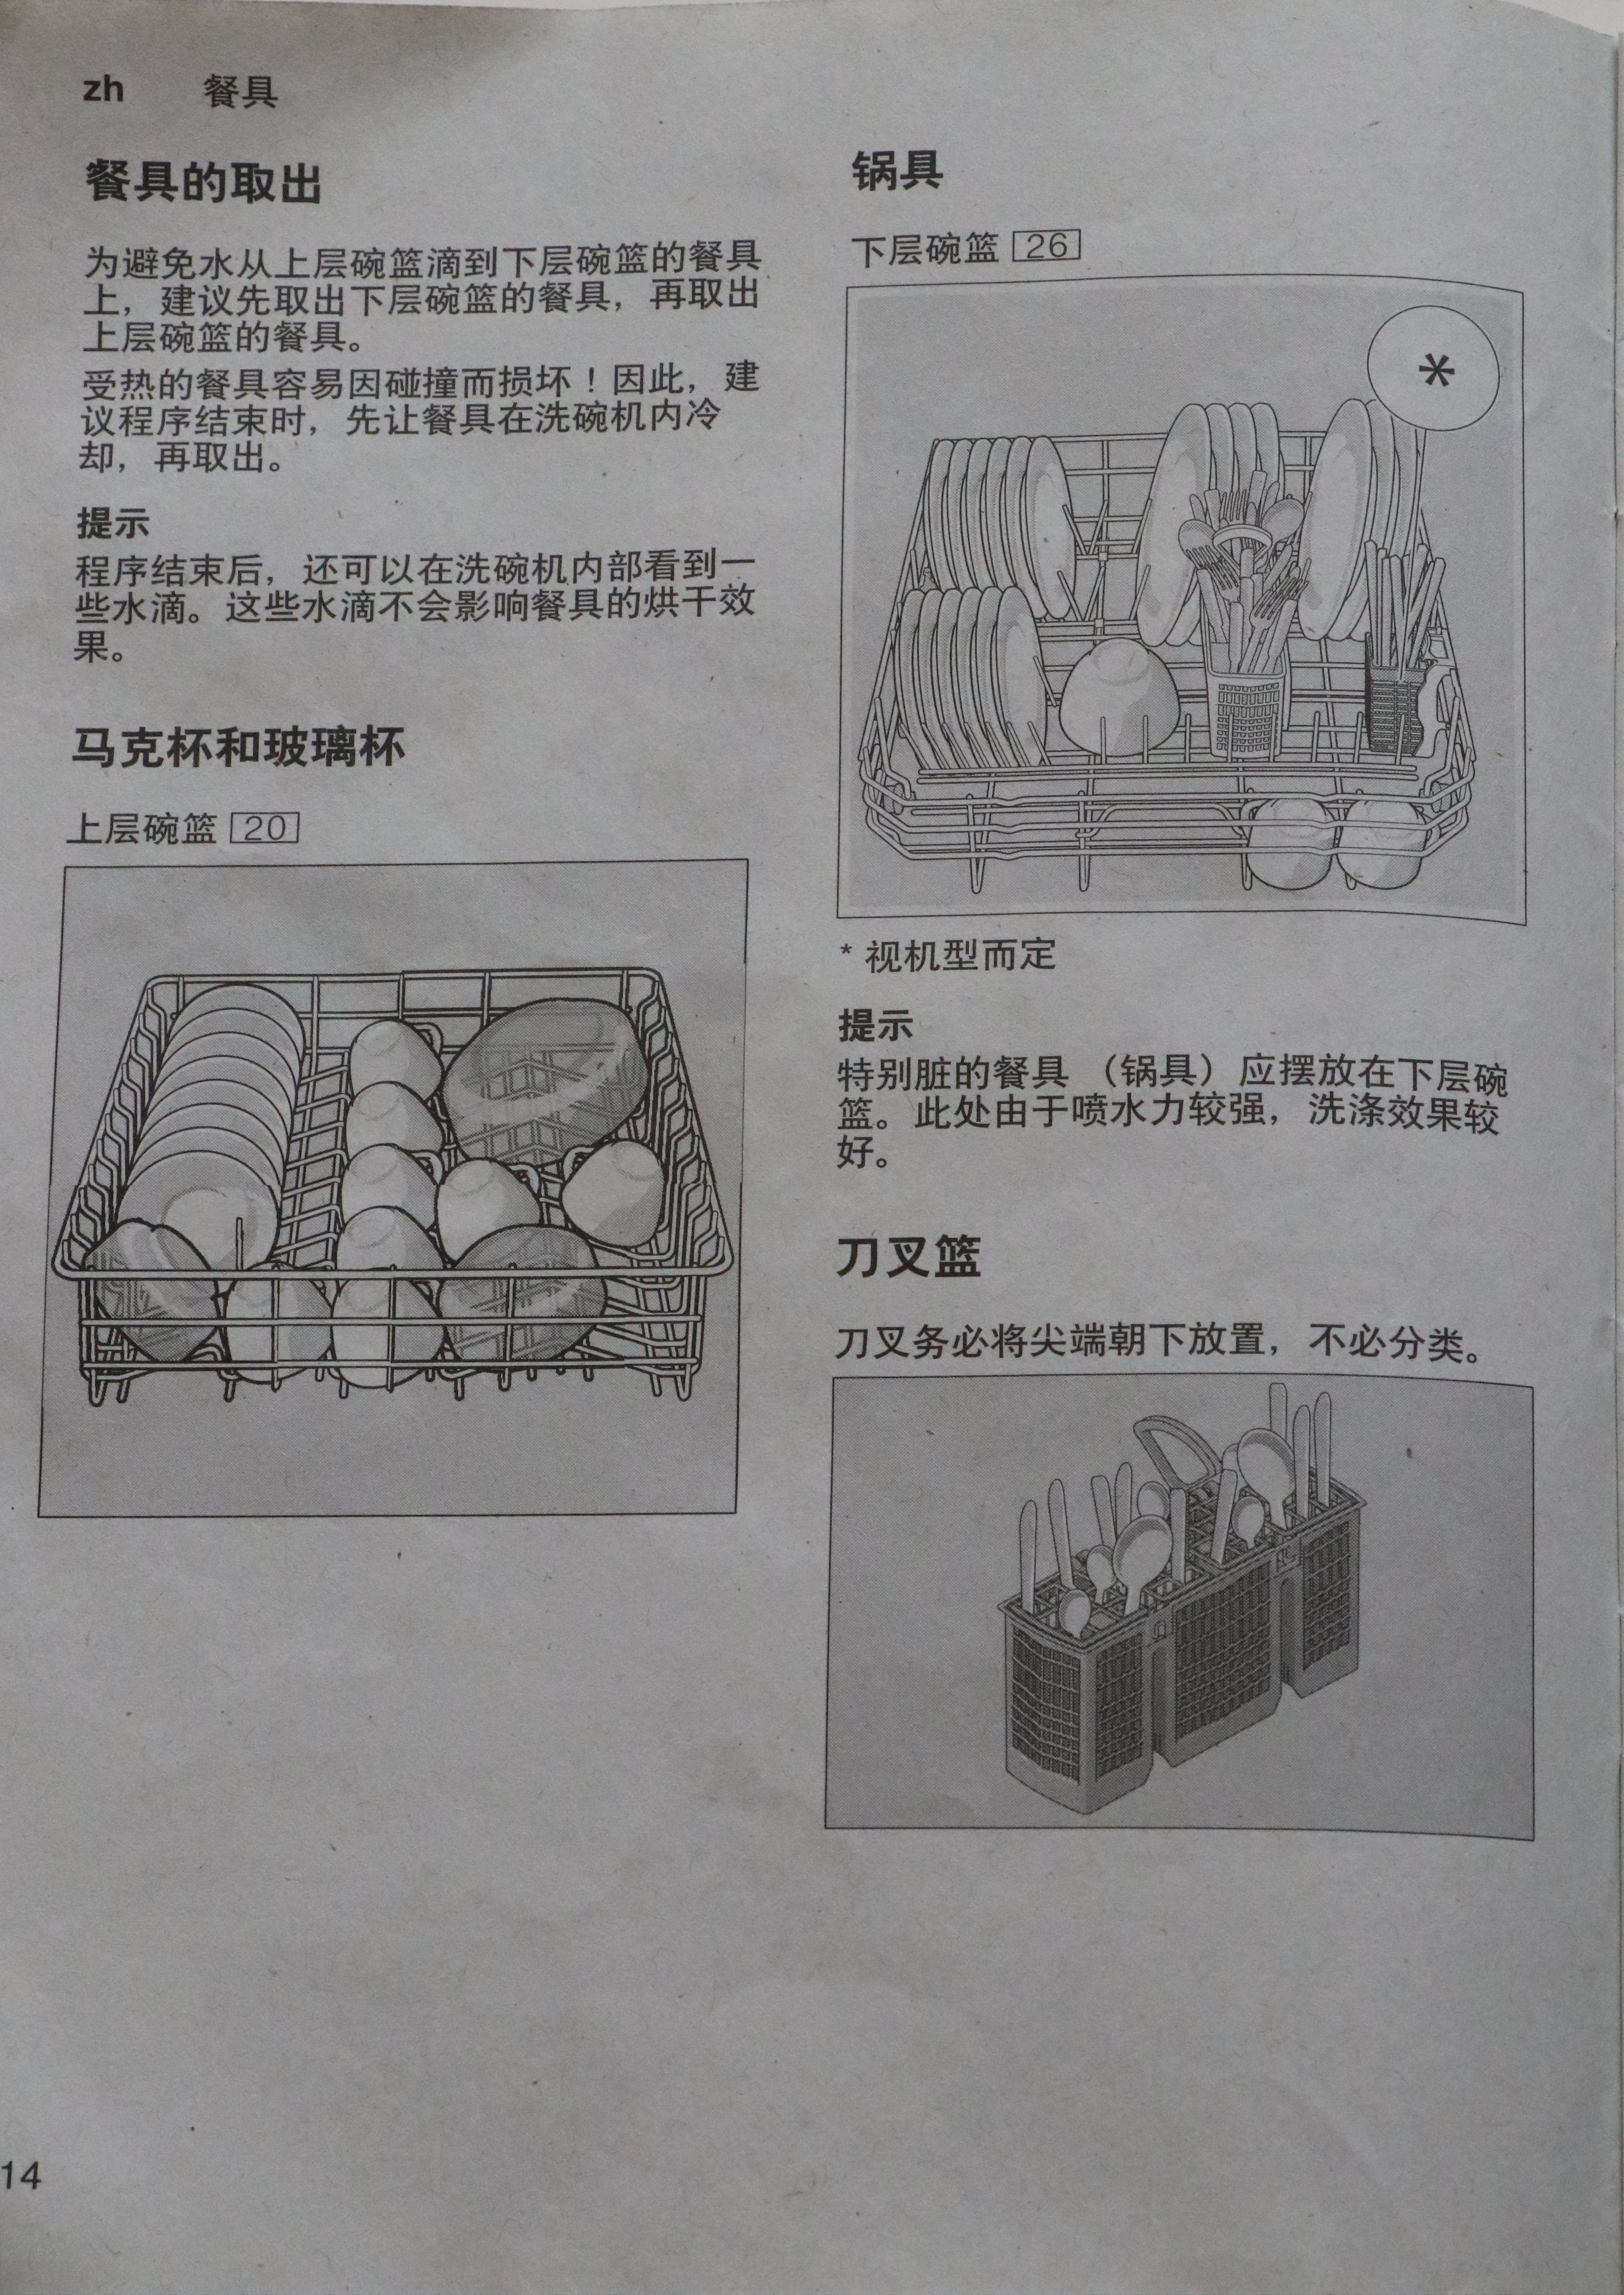 zh 餐具
餐具的取出
为避免水从上层碗篮滴到下层碗篮的餐具
上，建议先取出下层碗篮的餐具，再取出
上层碗篮的餐具。
受热的餐具容易因碰撞而损坏！因此，建
议程序结束时，先让餐具在洗碗机内冷
却，再取出。
提示
程序结束后，还可以在洗碗机内部看到一
些水滴。这些水滴不会影响餐具的烘干效
果。
马克杯和玻璃杯
上层碗篮 20
锅具
下层碗篮 26
*
* 视机型而定
提示
特别脏的餐具 （锅具）应摆放在下层碗
篮。此处由于喷水力较强，洗涤效果较
好。
刀叉篮
刀叉务必将尖端朝下放置，不必分类。
14